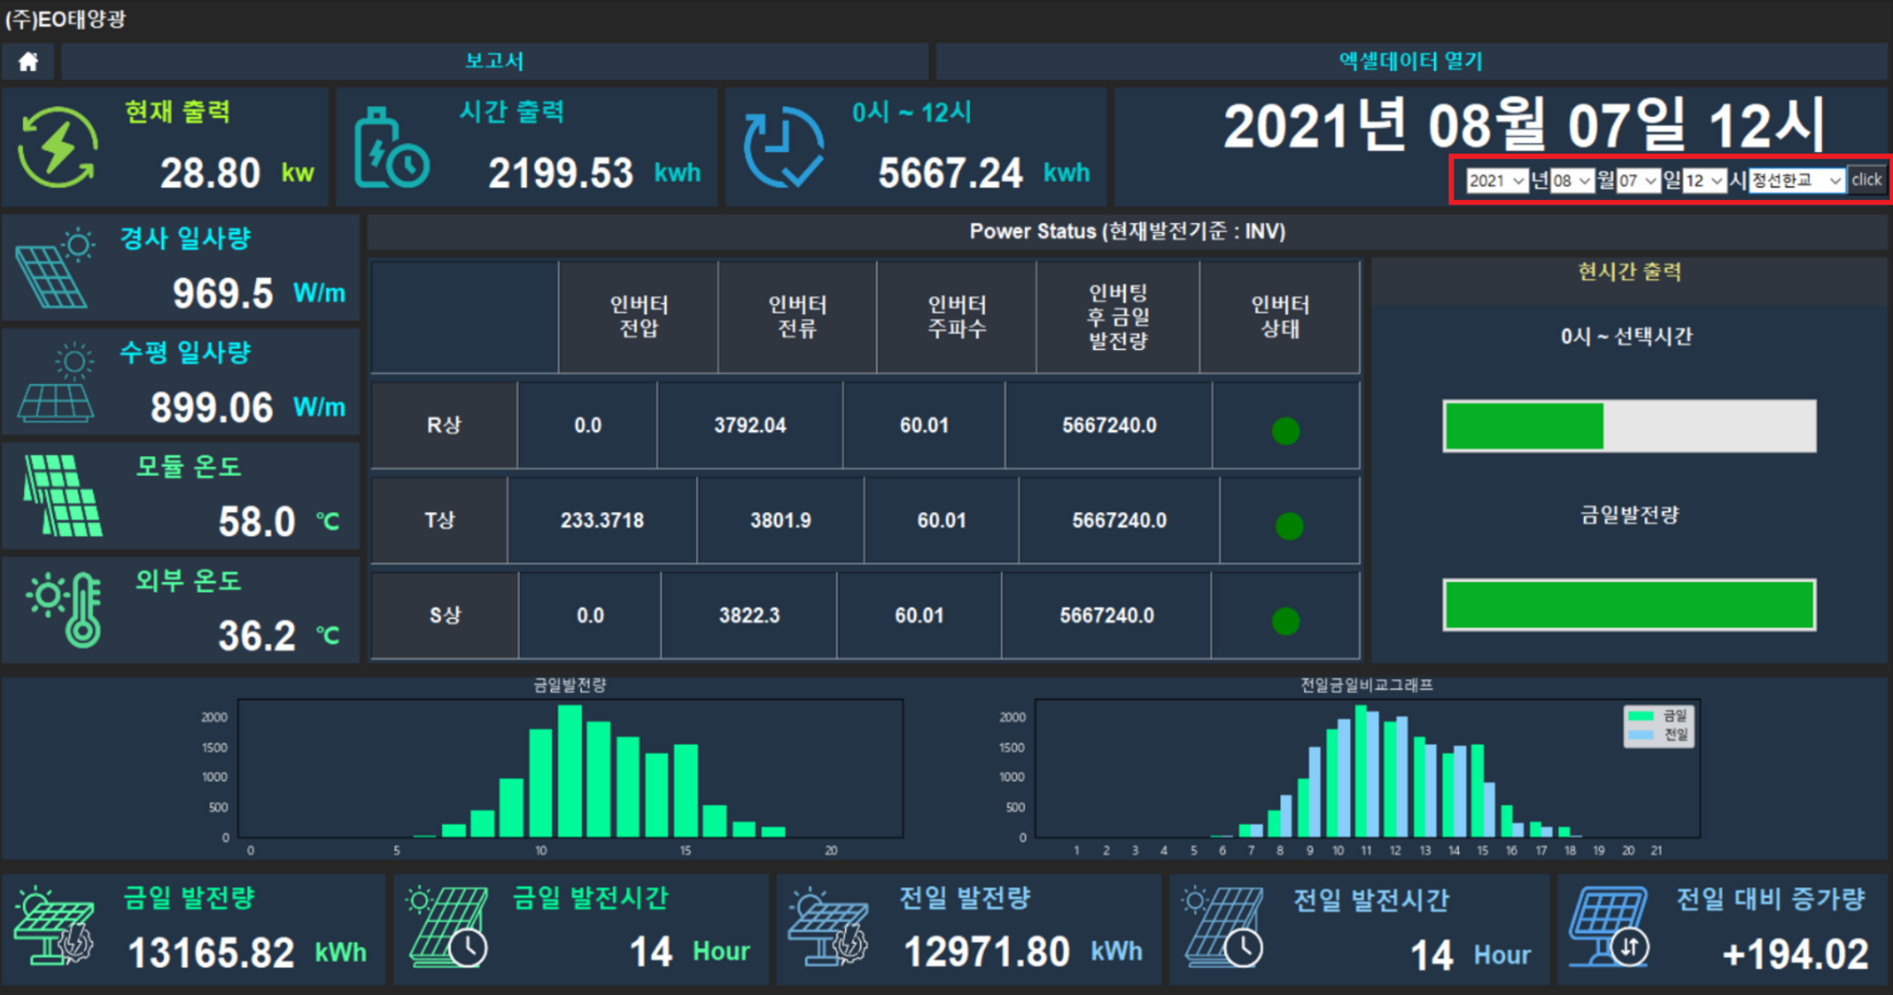 (주)EO태양광
보고서
엑셀데이터 열기
현재 출력
28.80 kw
시간 출력
2199.53 kwh
0시 ~ 12시
5667.24 kwh
2021년 08월 07일 12시
2021 년 08 월 07 일 12 시 정선한교 click
경사 일사량
969.5 W/m
수평 일사량
899.06 W/m
모듈 온도
58.0 ℃
외부 온도
36.2 ℃
Power Status (현재발전기준 : INV)
인버터 전압
인버터 전류
인버터 주파수
인버팅 후 금일 발전량
인버터 상태
R상 0.0 3792.04 60.01 5667240.0
T상 233.3718 3801.9 60.01 5667240.0
S상 0.0 3822.3 60.01 5667240.0
현시간 출력
0시 ~ 선택시간
금일발전량
금일발전량
2000
1500
1000
500
0
0 5 10 15 20
전일금일비교그래프
금일
전일
2000
1500
1000
500
0
1 2 3 4 5 6 7 8 9 10 11 12 13 14 15 16 17 18 19 20 21
금일 발전량
13165.82 kWh
금일 발전시간
14 Hour
전일 발전량
12971.80 kWh
전일 발전시간
14 Hour
전일 대비 증가량
+194.02